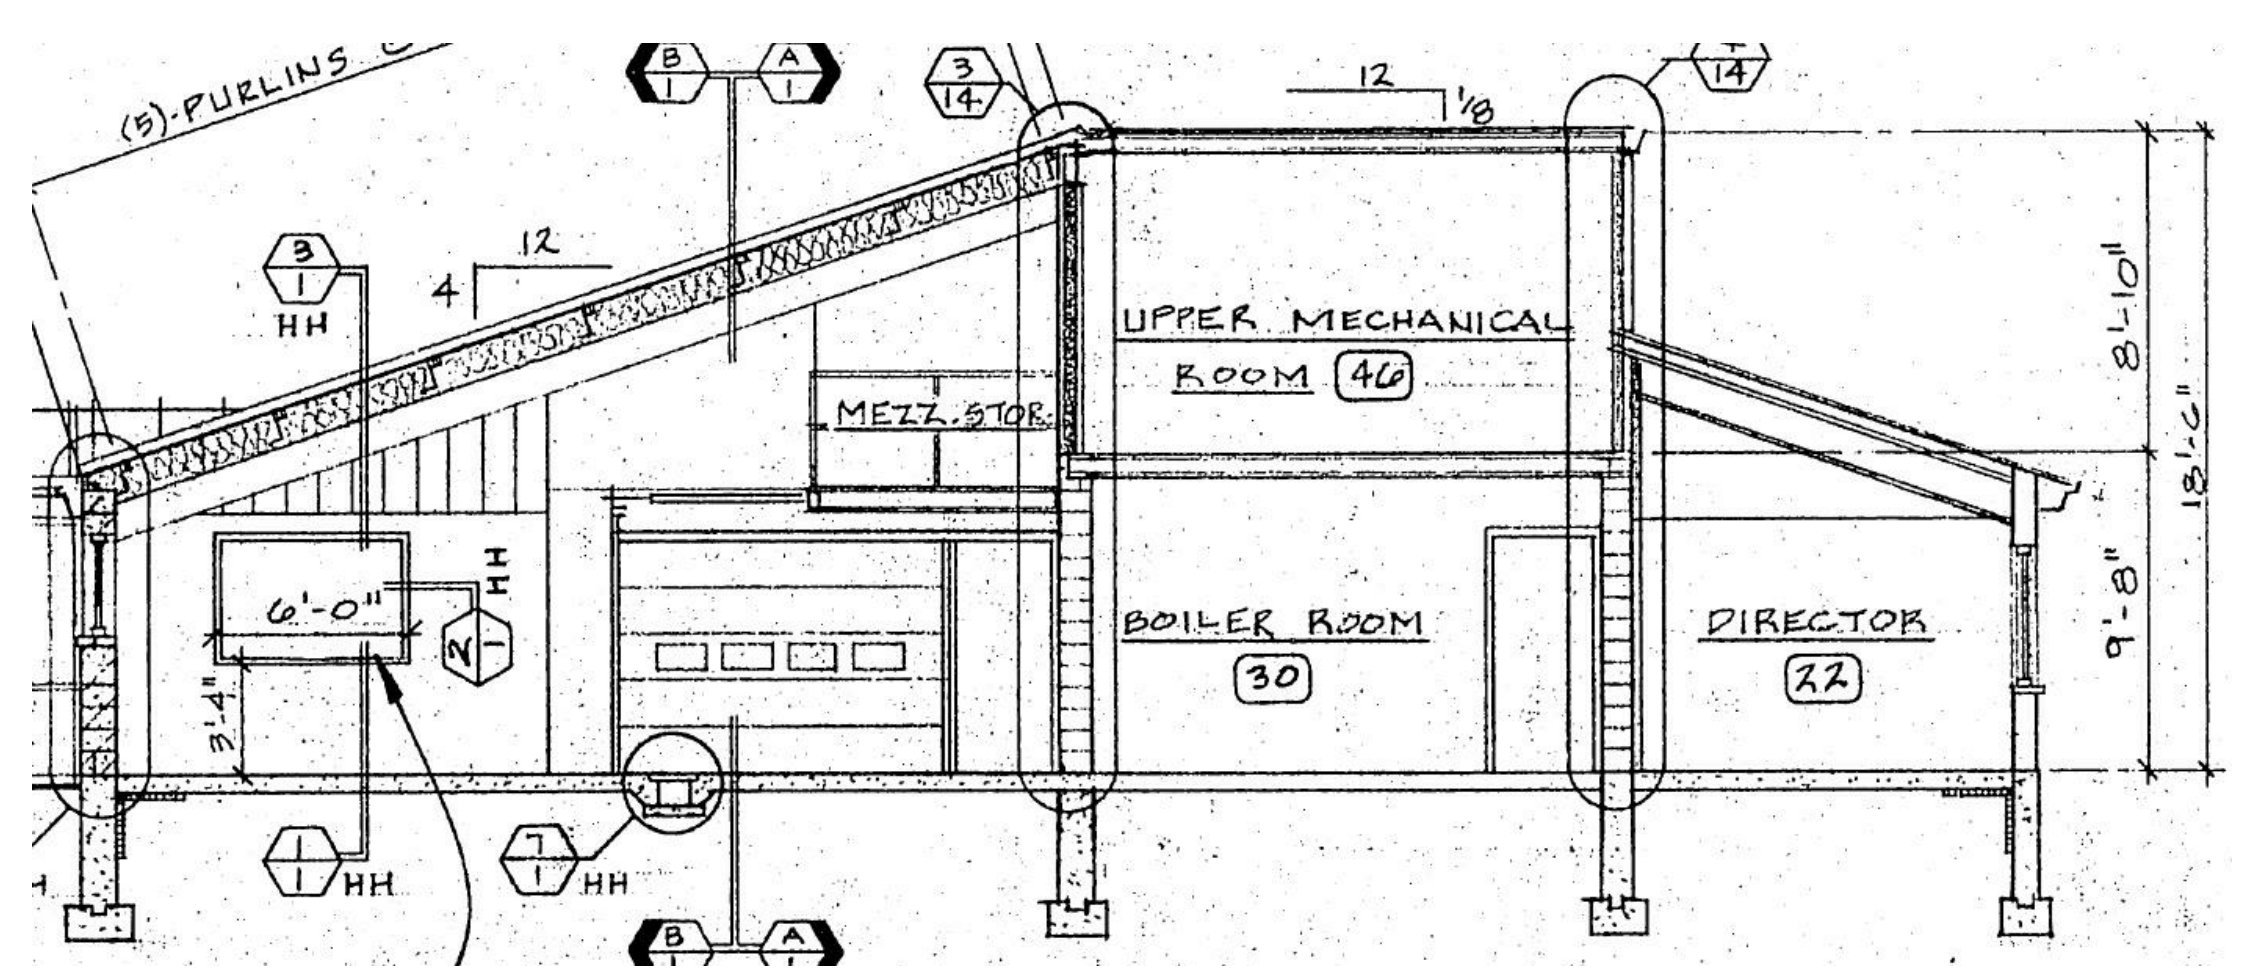 (5)-PURLINS
B
1
A
1
3
14
12
1/8
14
3
1
HH
12
4
UPPER MECHANICAL
ROOM 46
MEZZ. STOR.
8'-10"
18'-6"
6'-0"
HH
2
1
3'-4"
BOILER ROOM
30
DIRECTOR
22
9'-8"
1
1
HH
7
1
HH
H
B
1
A
1